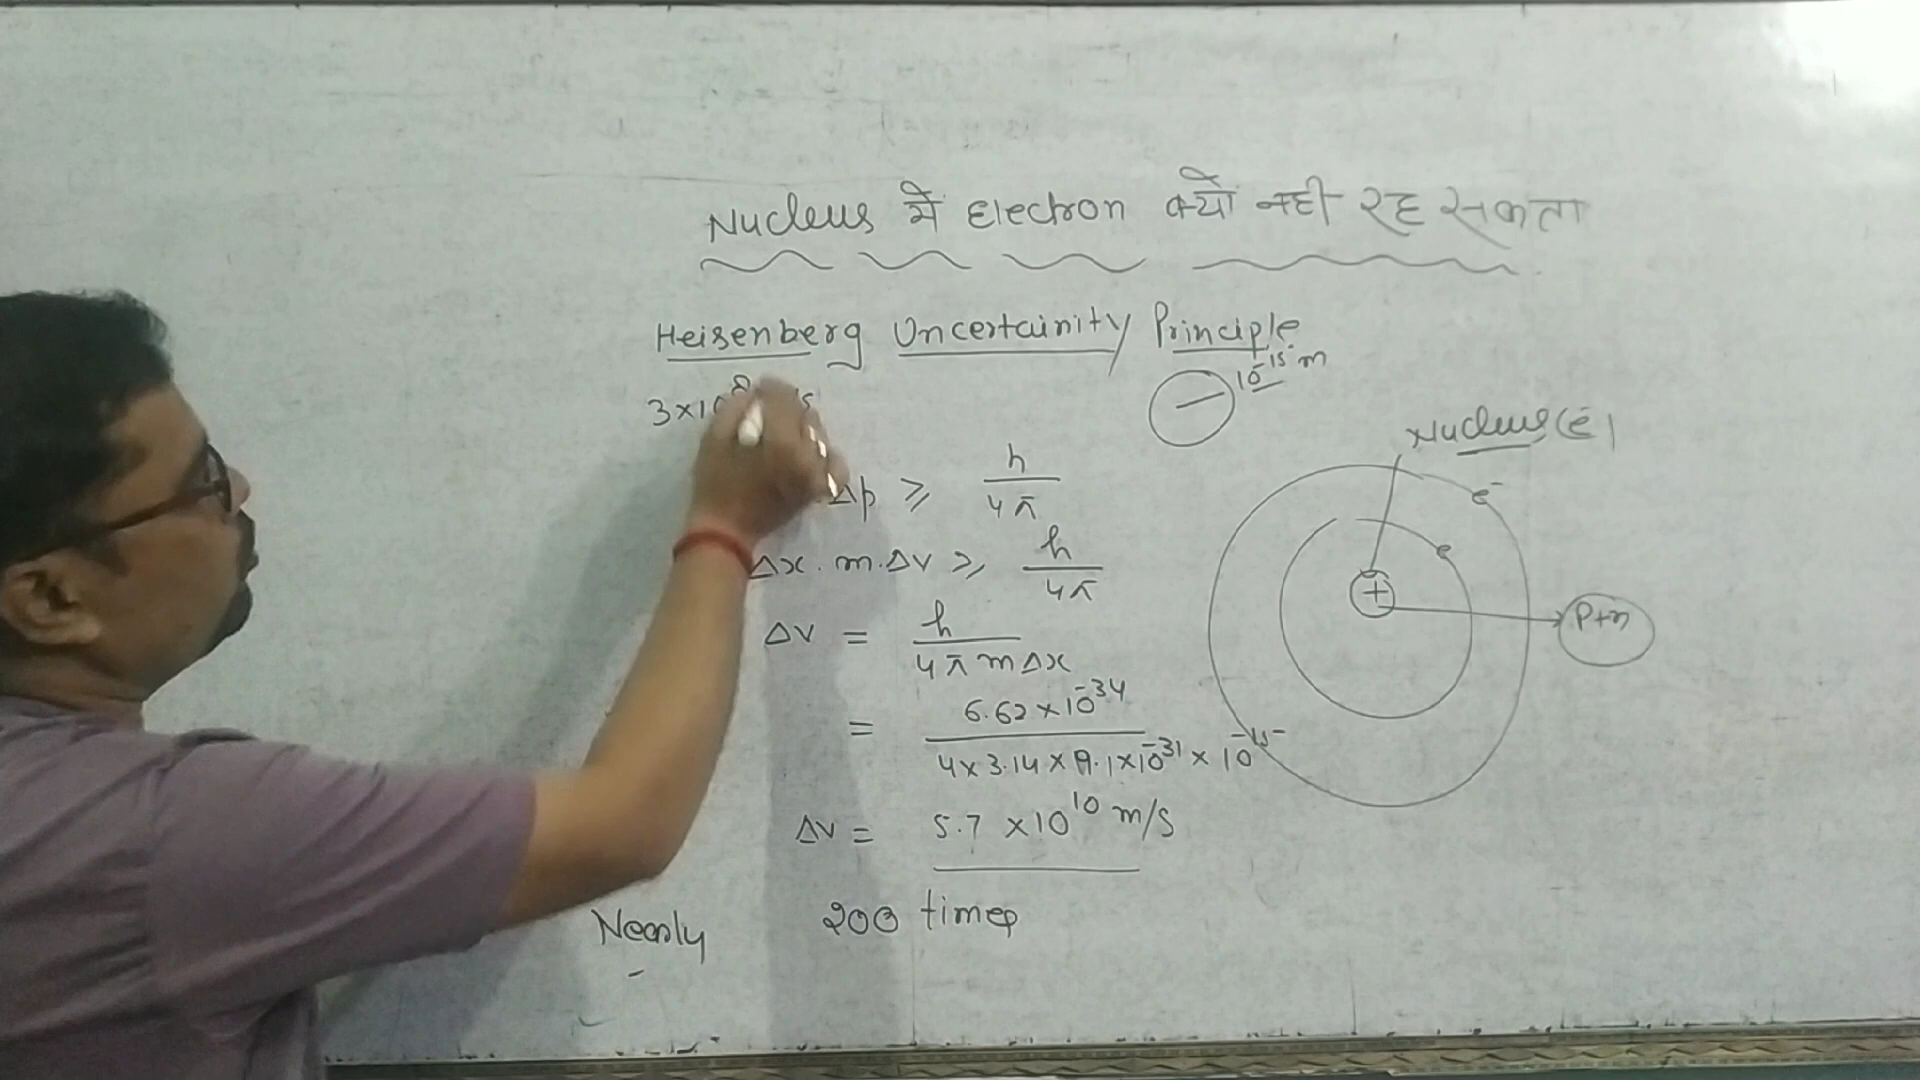 Nucleus में Electron क्यों नही रह सकता
Heisenberg Uncertainity Principle
10⁻¹⁵ m
3×10⁸
Nucleus (e⁻)
Δp ⩾ h/4π
e⁻
Δx . m . Δv ⩾ h/4π
e
+
P+n
Δv = h/4π m Δx
= 6.62 × 10⁻³⁴/4 × 3.14 × 9.1 × 10⁻³¹ × 10⁻¹⁵
Δv = 5.7 × 10¹⁰ m/s
Nearly 200 times